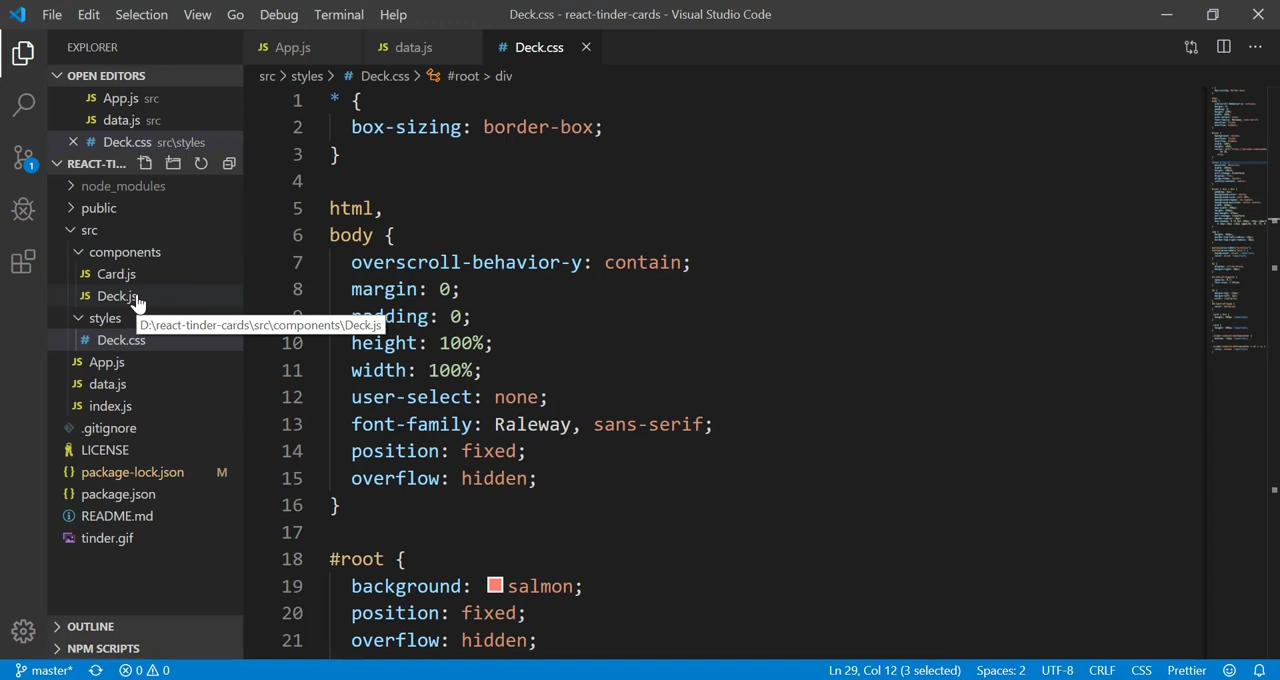 File Edit Selection View Go Debug Terminal Help Deck.css - react-tinder-cards - Visual Studio Code
EXPLORER
JS App.js JS data.js # Deck.css
OPEN EDITORS
JS App.js src
JS data.js src
# Deck.css src\styles
REACT-TI...
node_modules
public
src
components
JS Card.js
JS Deck.js
styles
D:\react-tinder-cards\src\components\Deck.js
# Deck.css
JS App.js
JS data.js
JS index.js
.gitignore
LICENSE
{} package-lock.json M
{} package.json
README.md
tinder.gif
OUTLINE
NPM SCRIPTS
1
src > styles > # Deck.css > #root > div
1 * {
2 box-sizing: border-box;
3 }
4
5 html,
6 body {
7 overscroll-behavior-y: contain;
8 margin: 0;
padding: 0;
10 height: 100%;
11 width: 100%;
12 user-select: none;
13 font-family: Raleway, sans-serif;
14 position: fixed;
15 overflow: hidden;
16 }
17
18 #root {
19 background: salmon;
20 position: fixed;
21 overflow: hidden;
master* 0 0 Ln 29, Col 12 (3 selected) Spaces: 2 UTF-8 CRLF CSS Prettier